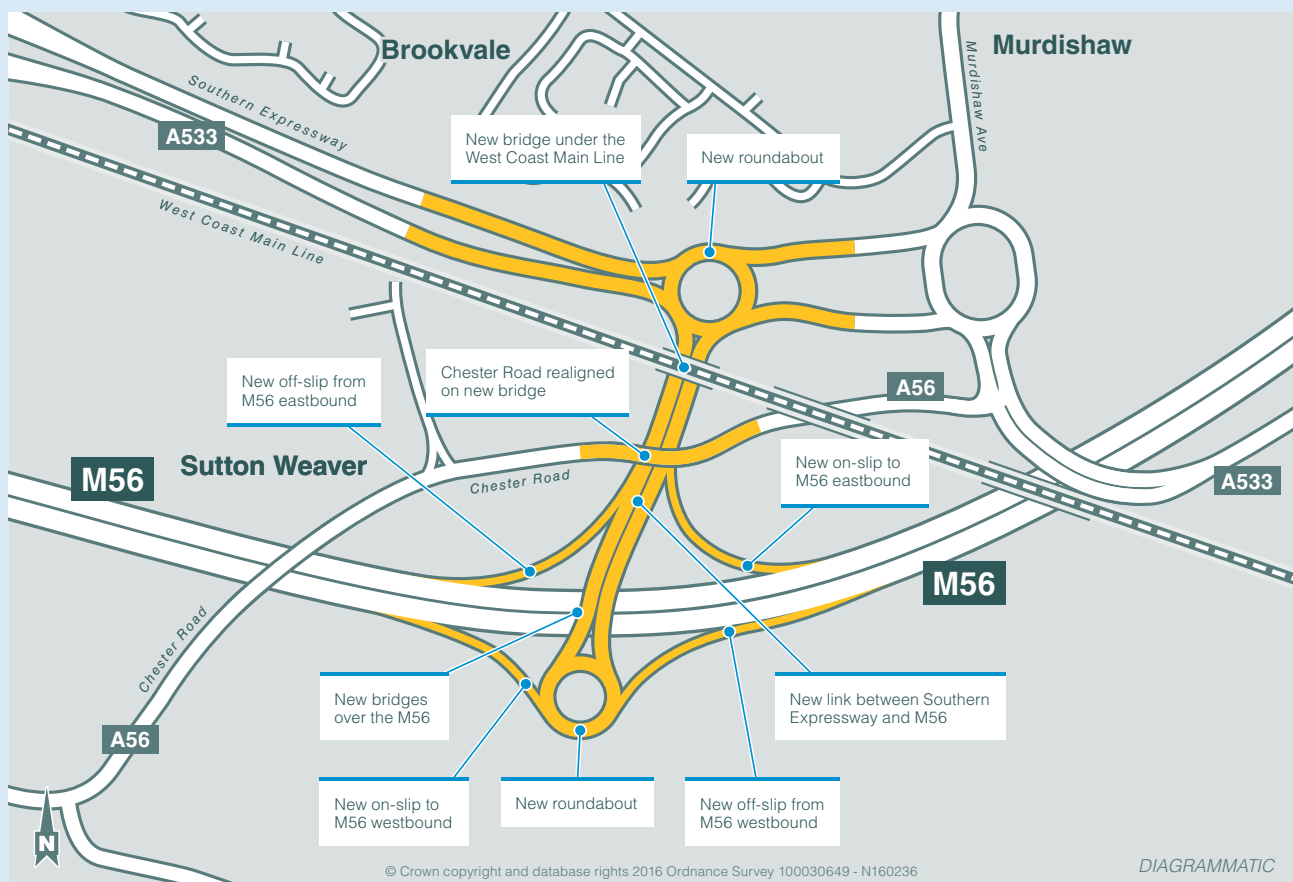 Brookvale
Murdishaw
Murdishaw Ave
Southern Expressway
A533
New bridge under the
West Coast Main Line
New roundabout
West Coast Main Line
New off-slip from
M56 eastbound
Chester Road realigned
on new bridge
A56
M56
Sutton Weaver
Chester Road
New on-slip to
M56 eastbound
A533
M56
Chester Road
New bridges
over the M56
New link between Southern
Expressway and M56
A56
New on-slip to
M56 westbound
New roundabout
New off-slip from
M56 westbound
N
© Crown copyright and database rights 2016 Ordnance Survey 100030649 - N160236
DIAGRAMMATIC